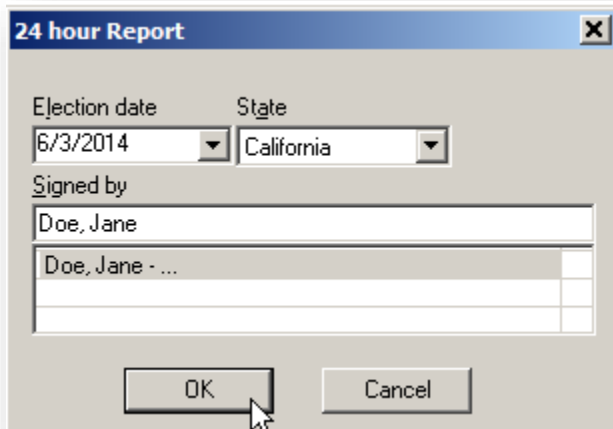 24 hour Report
Election date State
6/3/2014 California
Signed by
Doe, Jane
Doe, Jane - ...
OK Cancel